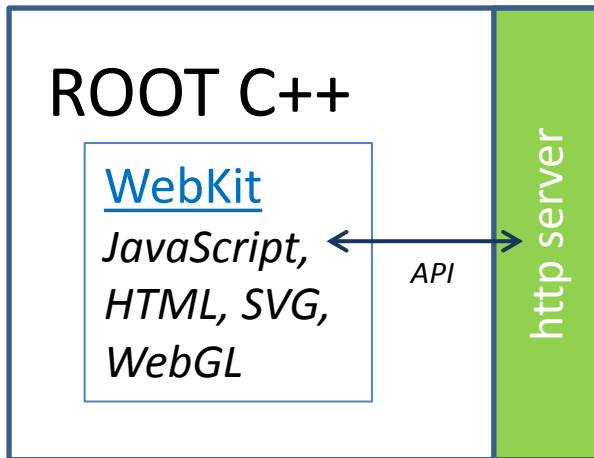 ROOT C++
WebKit
JavaScript,
HTML, SVG,
WebGL
API
http server